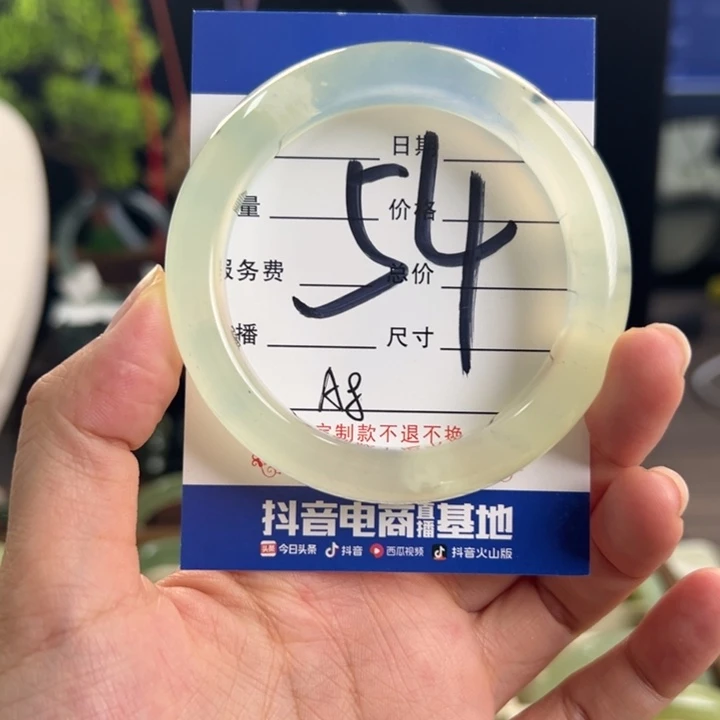 日期
量 价格
54
服务费 总价
播 尺寸
A8
定制款不退不换
抖音电商直播基地
头条 今日头条 抖音 西瓜视频 抖音火山版